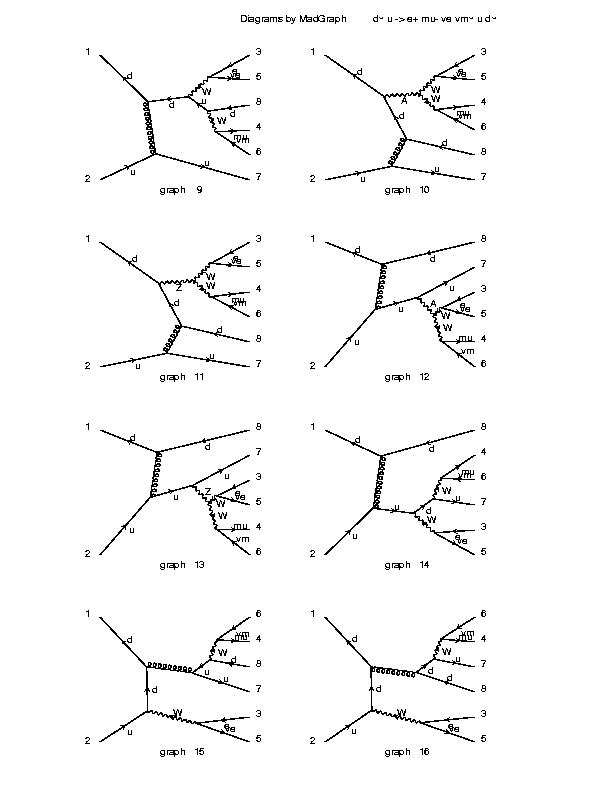 Diagrams by MadGraph d~ u -> e+ mu- ve vm~ u d~
1 3
d e
ve 5
W
d u 8
d
W 4
mu
vm 6
u u
2 7
graph 9
1 3
d e
ve 5
W
A W 4
mu
vm 6
d
d 8
u u
2 7
graph 10
1 3
d e
ve 5
W
Z W 4
mu
vm 6
d
d 8
u u
2 7
graph 11
1 8
d d
7
u 3
u A e
ve 5
W
W mu 4
u vm
2 6
graph 12
1 8
d d
7
u 3
u Z e
ve 5
W
W mu 4
u vm
2 6
graph 13
1 8
d d
4
mu
vm 6
W
u 7
u d
W 3
e
u ve
2 5
graph 14
1 6
d vm
mu 4
W
d 8
u u
7
d
W 3
u e
ve
2 5
graph 15
1 6
d vm
mu 4
W
u 7
d d
8
d
W 3
u e
ve
2 5
graph 16